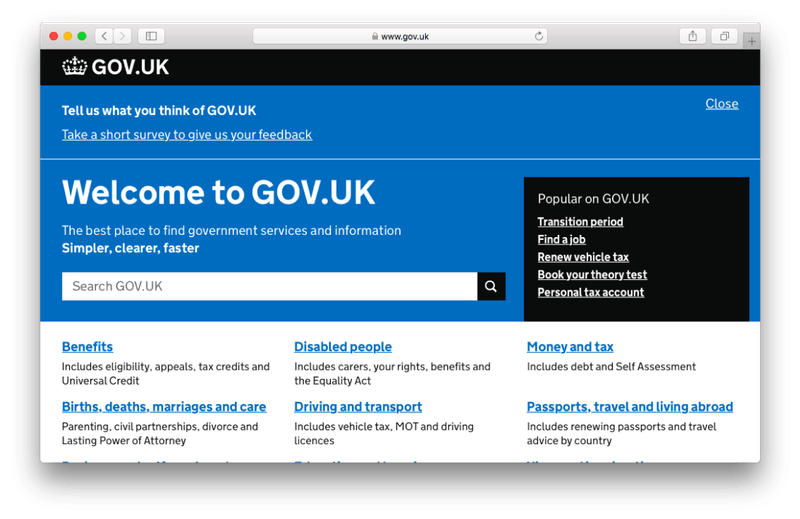 www.gov.uk
GOV.UK
Tell us what you think of GOV.UK
Close
Take a short survey to give us your feedback
Welcome to GOV.UK
The best place to find government services and information
Simpler, clearer, faster
Search GOV.UK
Popular on GOV.UK
Transition period
Find a job
Renew vehicle tax
Book your theory test
Personal tax account
Benefits
Includes eligibility, appeals, tax credits and
Universal Credit
Disabled people
Includes carers, your rights, benefits and
the Equality Act
Money and tax
Includes debt and Self Assessment
Births, deaths, marriages and care
Parenting, civil partnerships, divorce and
Lasting Power of Attorney
Driving and transport
Includes vehicle tax, MOT and driving
licences
Passports, travel and living abroad
Includes renewing passports and travel
advice by country